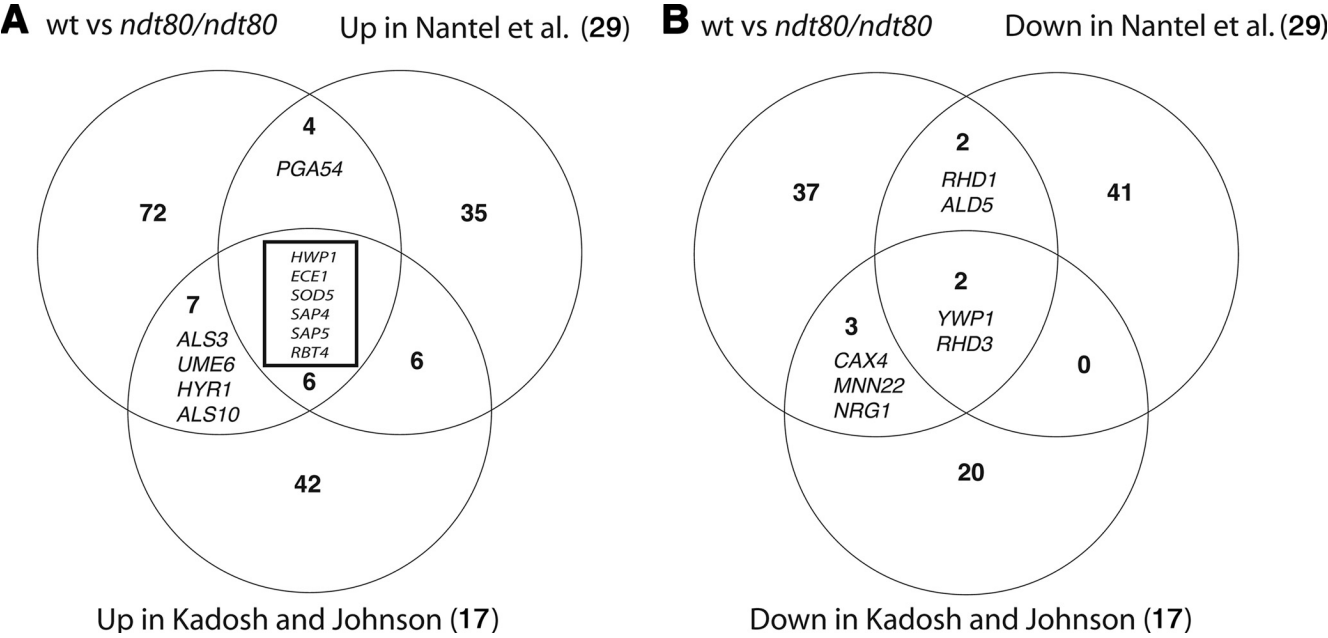 A wt vs ndt80/ndt80 Up in Nantel et al. (29)
4
PGA54
72
35
HWP1
ECE1
SOD5
SAP4
SAP5
RBT4
6
7
ALS3
UME6
HYR1
ALS10
6
42
Up in Kadosh and Johnson (17)
B wt vs ndt80/ndt80 Down in Nantel et al. (29)
2
RHD1
ALD5
37
41
2
YWP1
RHD3
3
CAX4
MNN22
NRG1
0
20
Down in Kadosh and Johnson (17)